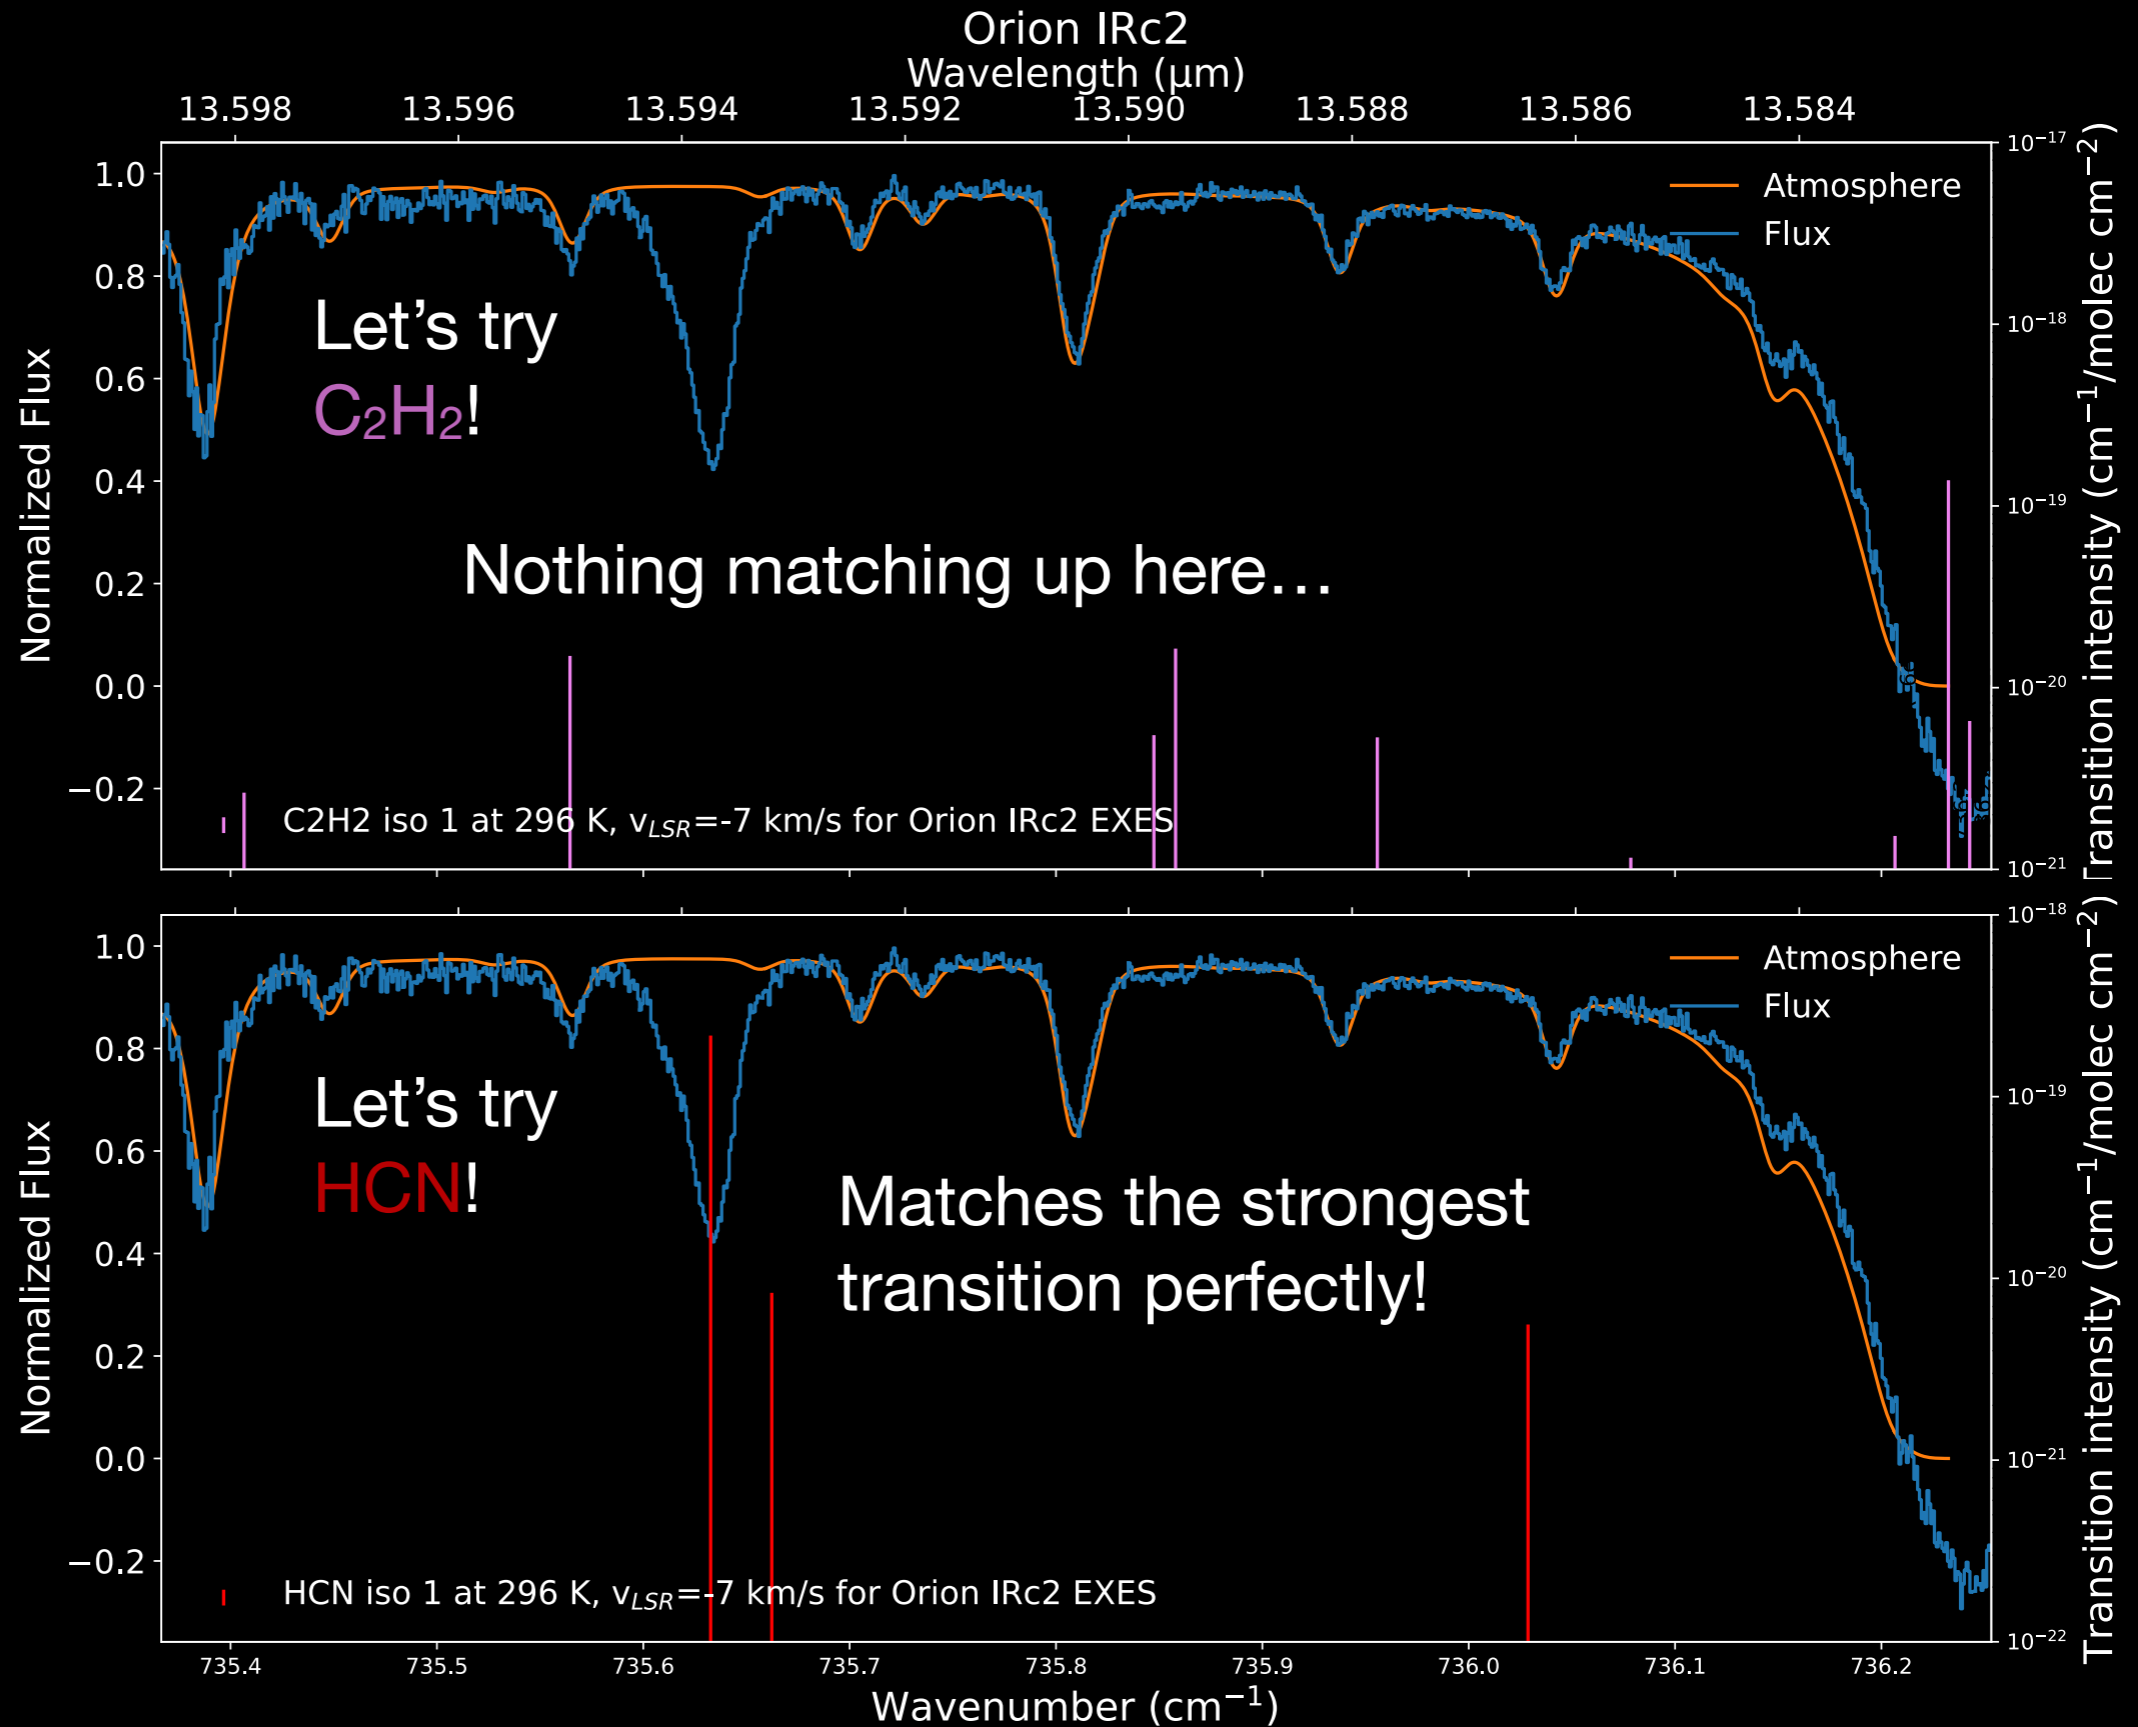 Orion IRc2
Wavelength (µm)
13.598 13.596 13.594 13.592 13.590 13.588 13.586 13.584
Normalized Flux
1.0
0.8
0.6
0.4
0.2
0.0
−0.2
Atmosphere
Flux
Let’s try
C₂H₂!
Nothing matching up here…
C2H2 iso 1 at 296 K, vLSR=-7 km/s for Orion IRc2 EXES
10⁻¹⁷
10⁻¹⁸
10⁻¹⁹
10⁻²⁰
10⁻²¹
Transition intensity (cm⁻¹/molec cm⁻²)
Normalized Flux
1.0
0.8
0.6
0.4
0.2
0.0
−0.2
Atmosphere
Flux
Let’s try
HCN!
Matches the strongest
transition perfectly!
HCN iso 1 at 296 K, vLSR=-7 km/s for Orion IRc2 EXES
10⁻¹⁸
10⁻¹⁹
10⁻²⁰
10⁻²¹
10⁻²²
Transition intensity (cm⁻¹/molec cm⁻²)
735.4 735.5 735.6 735.7 735.8 735.9 736.0 736.1 736.2
Wavenumber (cm⁻¹)